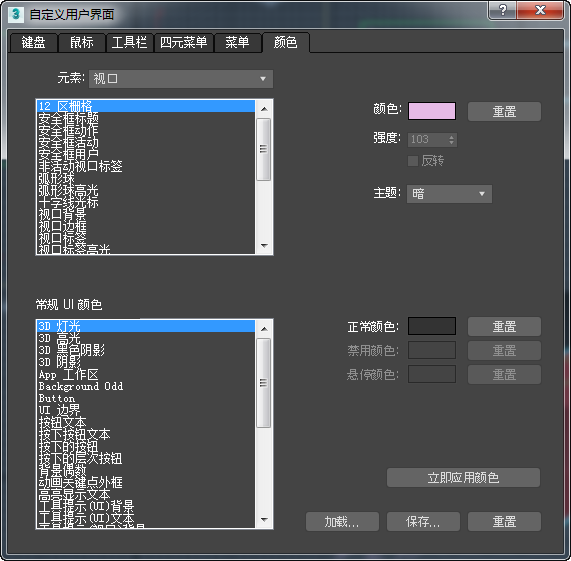 3 自定义用户界面
键盘 鼠标 工具栏 四元菜单 菜单 颜色
元素: 视口
12 区栅格
安全框标题
安全框动作
安全框活动
安全框用户
非活动视口标签
弧形球
弧形球高光
十字线光标
视口背景
视口边框
视口标签
视口标签高光
颜色: 重置
强度: 103
反转
主题: 暗
常规 UI 颜色
3D 灯光
3D 高光
3D 黑色阴影
3D 阴影
App 工作区
Background Odd
Button
UI 边界
按钮文本
按下按钮文本
按下的按钮
按下的层次按钮
背景偶数
动画关键点外框
高亮显示文本
工具提示(UI)背景
工具提示(UI)文本
工具提示(视口)背景
正常颜色: 重置
禁用颜色: 重置
悬停颜色: 重置
立即应用颜色
加载... 保存... 重置